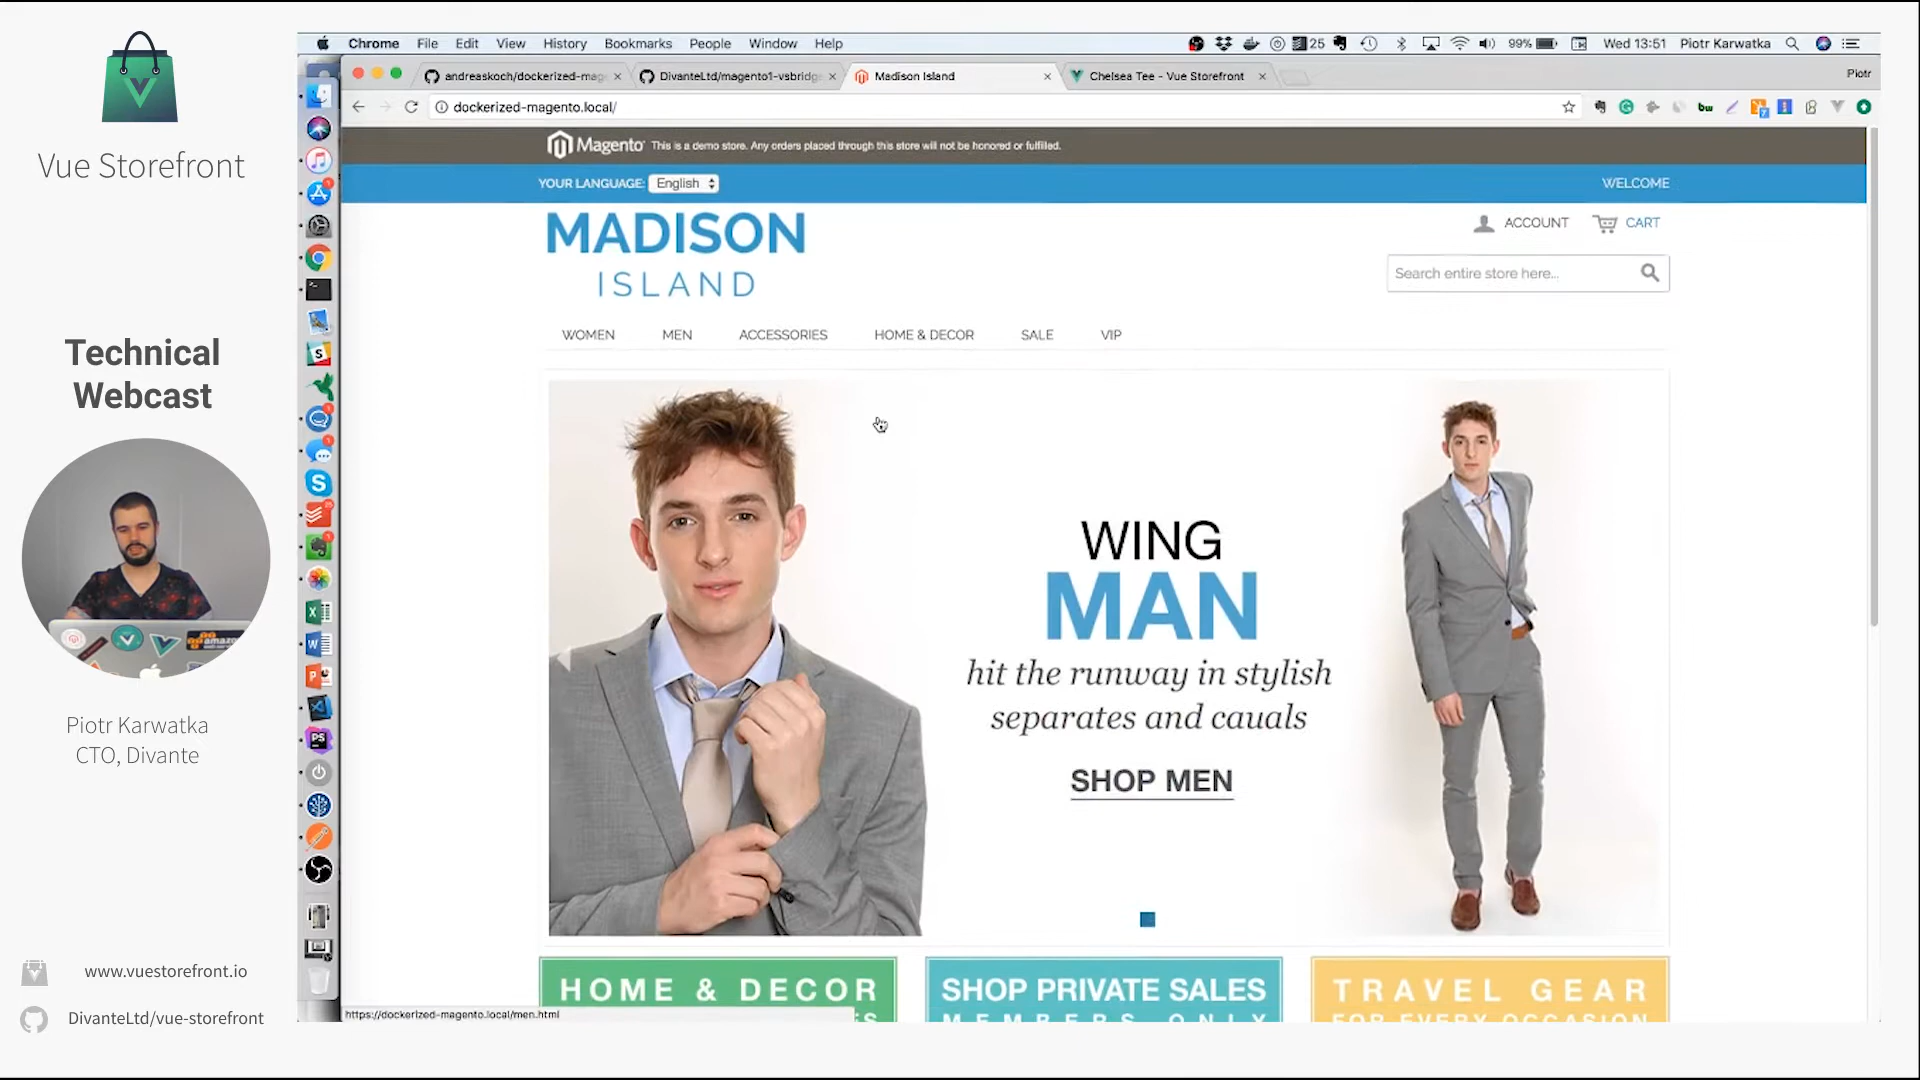 Vue Storefront
Technical
Webcast
Piotr Karwatka
CTO, Divante
www.vuestorefront.io
DivanteLtd/vue-storefront
Chrome File Edit View History Bookmarks People Window Help
25 99% Wed 13:51 Piotr Karwatka
andreaskoch/dockerized-mag
DivanteLtd/magento1-vsbridge
Madison Island
Chelsea Tee - Vue Storefront
Piotr
dockerized-magento.local/
Magento This is a demo store. Any orders placed through this store will not be honored or fulfilled.
YOUR LANGUAGE: English
WELCOME
MADISON
ISLAND
ACCOUNT CART
Search entire store here...
WOMEN MEN ACCESSORIES HOME & DECOR SALE VIP
WING
MAN
hit the runway in stylish
separates and cauals
SHOP MEN
HOME & DECOR
SHOP PRIVATE SALES
MEMBERS ONLY
TRAVEL GEAR
FOR EVERY OCCASION
https://dockerized-magento.local/men.html